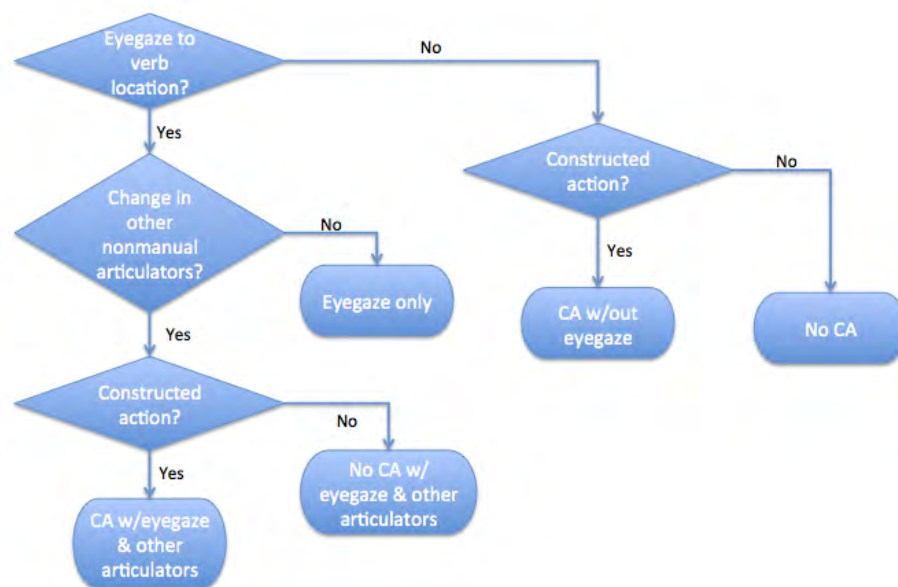 Eyegaze to
verb
location?
No
Yes
Constructed
action?
No
Change in
other
nonmanual
articulators?
No
Yes
Eyegaze only
CA w/out
eyegaze
No CA
Yes
Constructed
action?
No
Yes
No CA w/
eyegaze & other
articulators
CA w/eyegaze
& other
articulators